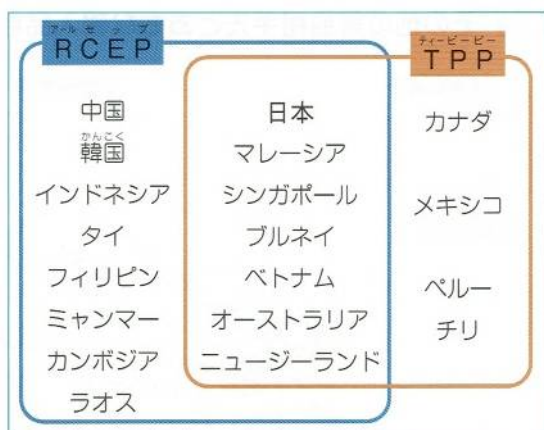 アールセップ
RCEP
ティーピーピー
TPP
中国
かんこく
韓国
インドネシア
タイ
フィリピン
ミャンマー
カンボジア
ラオス
日本
マレーシア
シンガポール
ブルネイ
ベトナム
オーストラリア
ニュージーランド
カナダ
メキシコ
ペルー
チリ